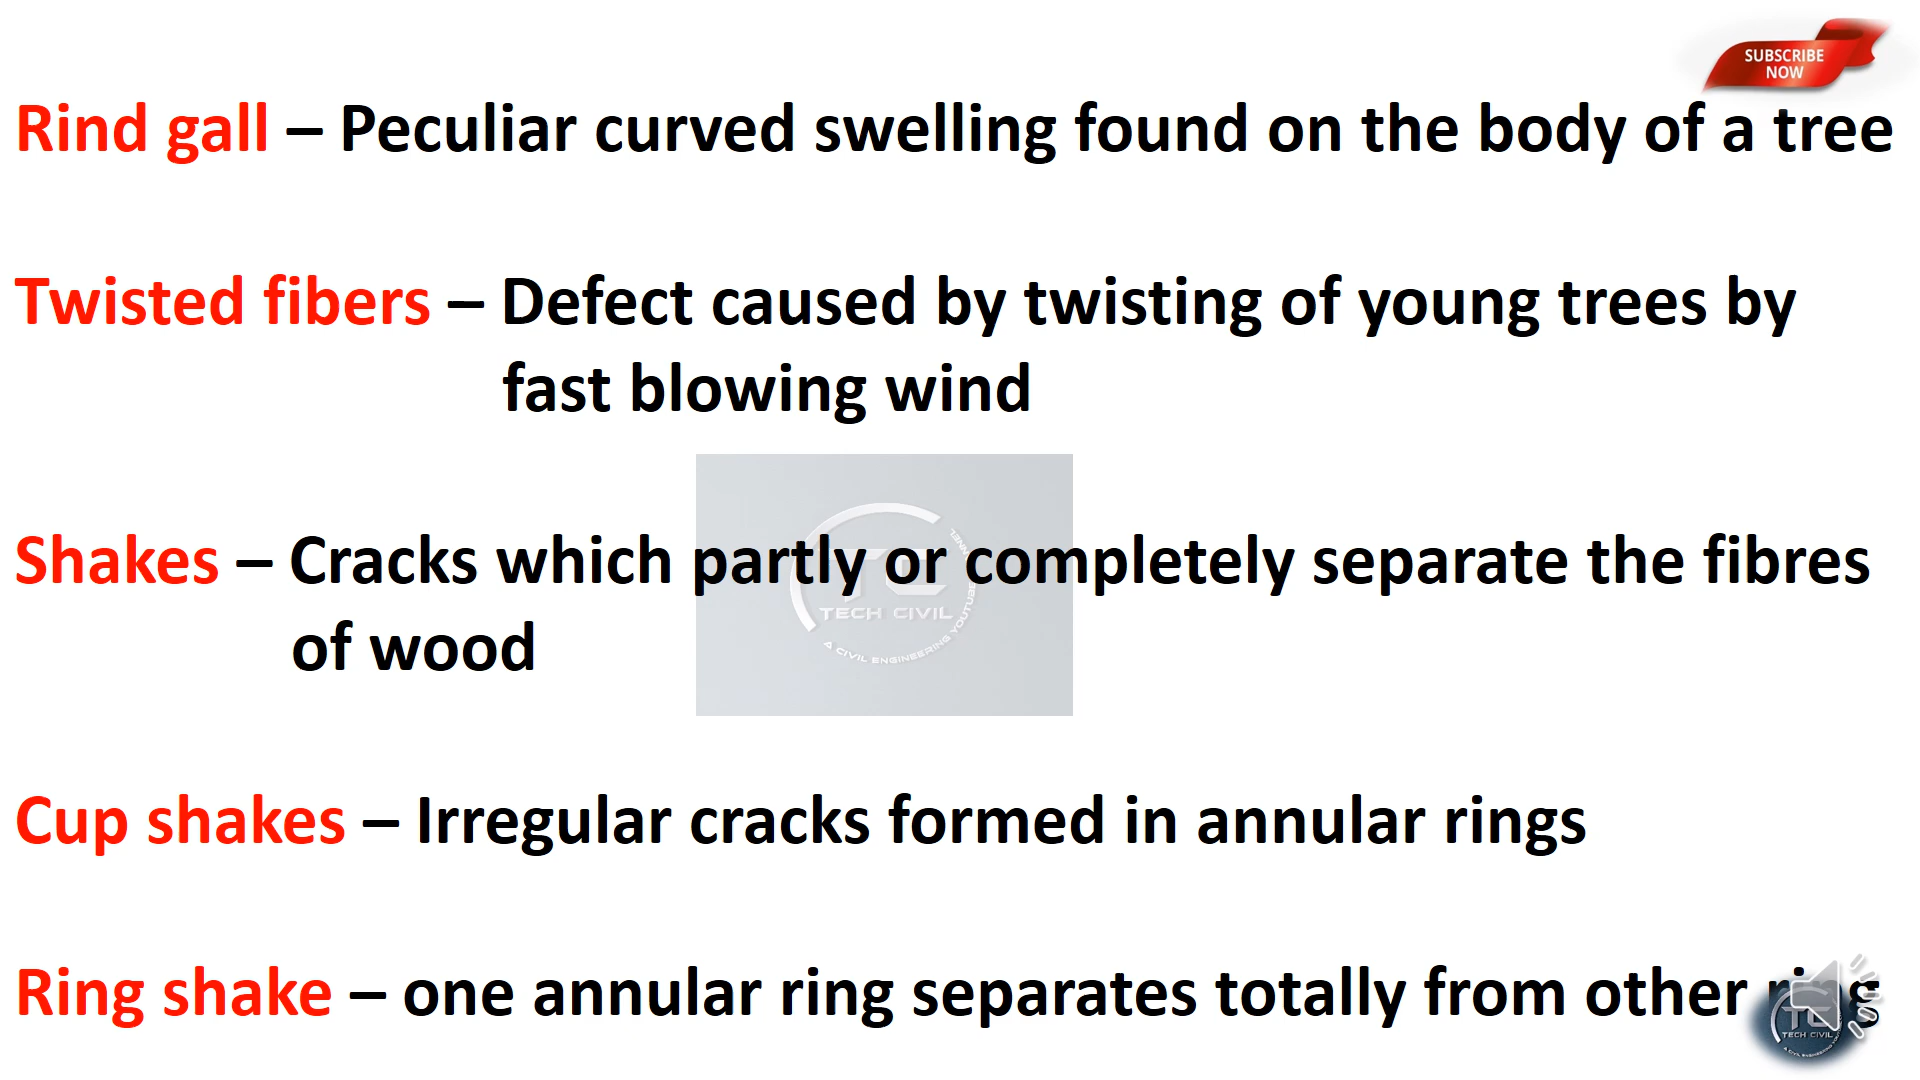 SUBSCRIBE
NOW
Rind gall – Peculiar curved swelling found on the body of a tree
Twisted fibers – Defect caused by twisting of young trees by
fast blowing wind
Shakes – Cracks which partly or completely separate the fibres
of wood
TECH CIVIL
A CIVIL ENGINEERING
Cup shakes – Irregular cracks formed in annular rings
Ring shake – one annular ring separates totally from other ring
TECH CIVIL